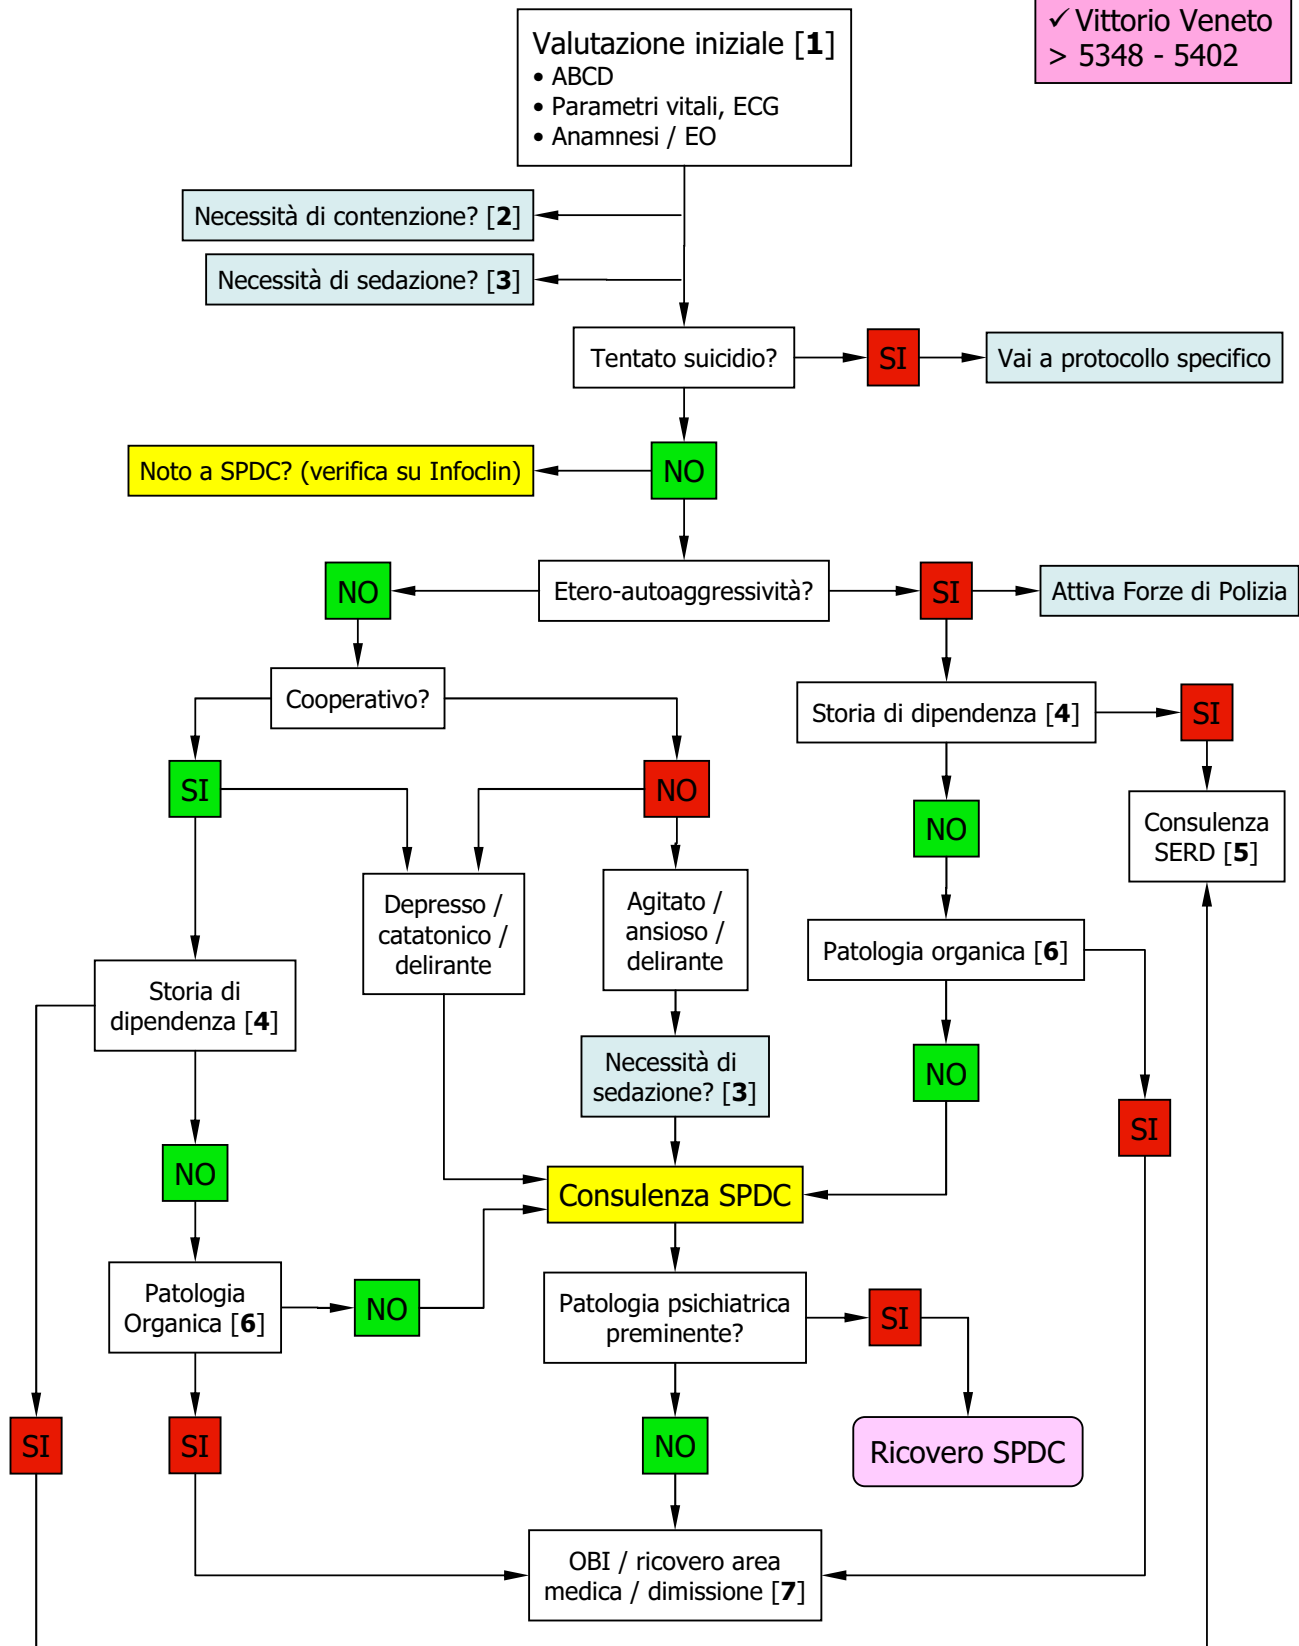 ✓ Vittorio Veneto
> 5348 - 5402
Valutazione iniziale [1]
• ABCD
• Parametri vitali, ECG
• Anamnesi / EO
Necessità di contenzione? [2]
Necessità di sedazione? [3]
Tentato suicidio?
SI
Vai a protocollo specifico
Noto a SPDC? (verifica su Infoclin)
NO
NO
Etero-autoaggressività?
SI
Attiva Forze di Polizia
Cooperativo?
Storia di dipendenza [4]
SI
SI
NO
NO
Consulenza
SERD [5]
Depresso /
catatonico /
delirante
Agitato /
ansioso /
delirante
Patologia organica [6]
Storia di
dipendenza [4]
Necessità di
sedazione? [3]
NO
SI
NO
Consulenza SPDC
Patologia
Organica [6]
NO
Patologia psichiatrica
preminente?
SI
SI
SI
NO
Ricovero SPDC
OBI / ricovero area
medica / dimissione [7]